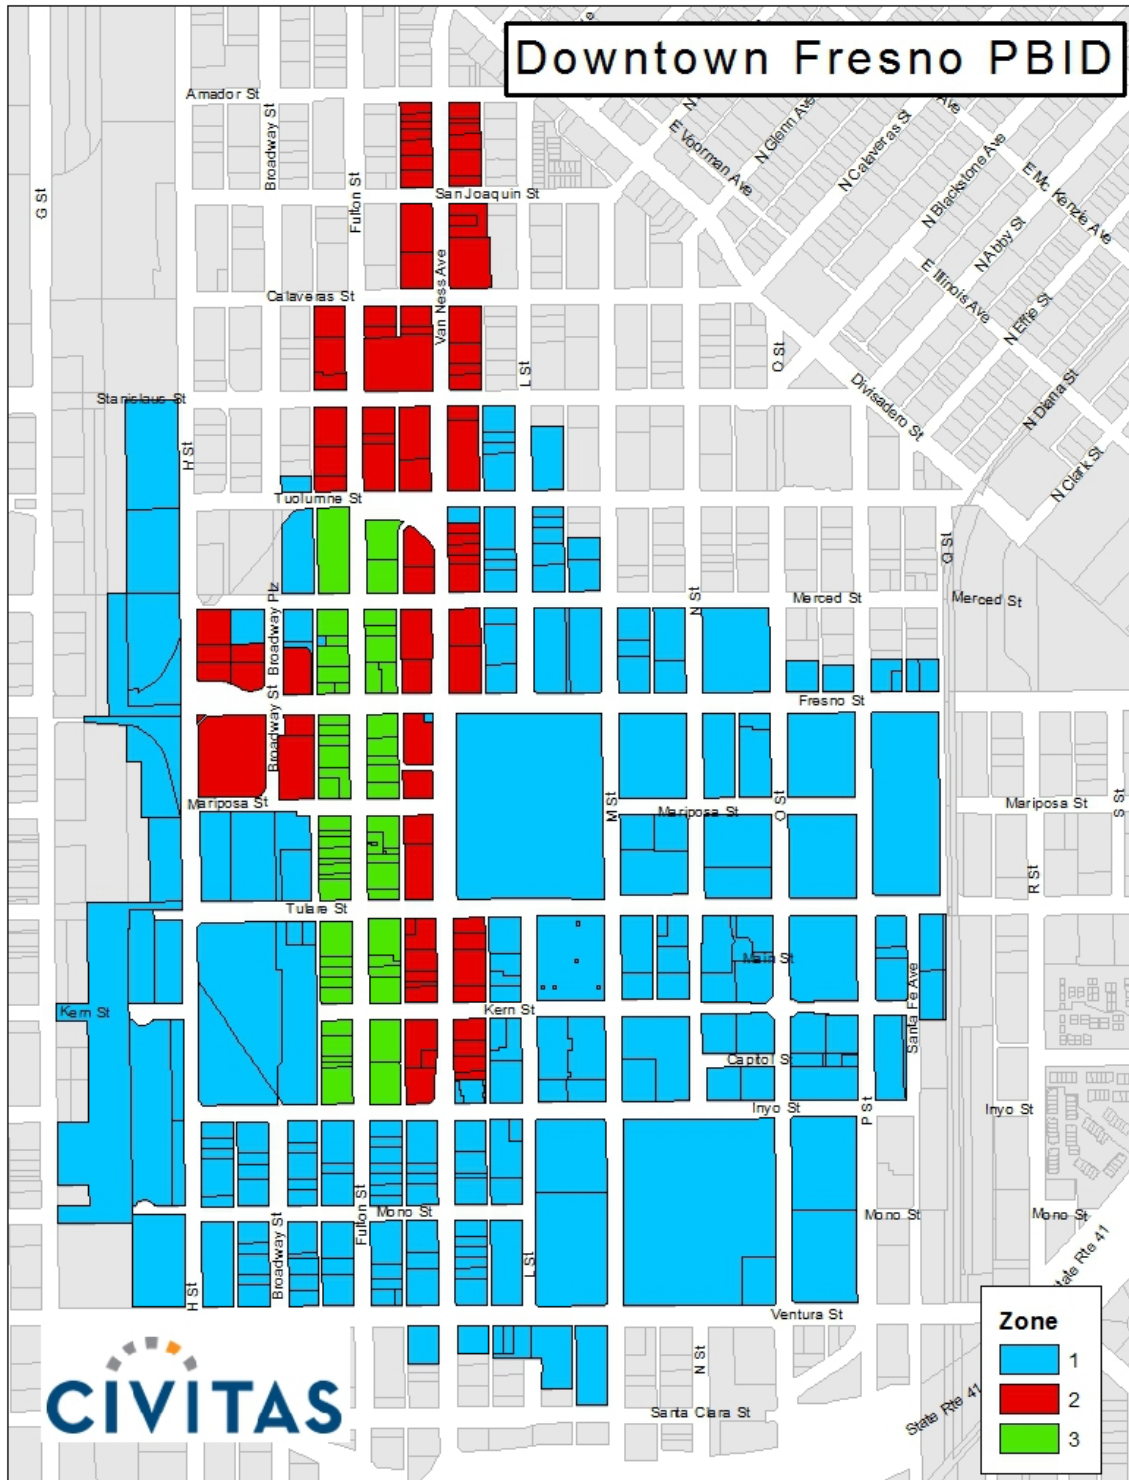 Downtown Fresno PBID
Amador St
Broadway St
Fulton St
G St
San Joaquin St
Van Ness Ave
Calaveras St
E Voorman Ave
N Glenn Ave
N Calaveras St
N Blackstone Ave
E Mc Kenzie Ave
N Abby St
E Illinois Ave
N Effie St
L St
O St
Divisadero St
N Diana St
N Clark St
Stanislaus St
H St
Tuolumne St
Q St
Broadway Plz
N St
Merced St
Merced St
Fresno St
Broadway St
Mariposa St
M St
Mariposa St
O St
Mariposa St
S St
R St
Tulare St
Main St
Kern St
Kern St
Santa Fe Ave
Capitol St
Inyo St
P St
Inyo St
Fulton St
Mono St
Mono St
Mono St
Broadway St
H St
L St
State Rte 41
Ventura St
N St
Santa Clara St
State Rte 41
CIVITAS
Zone
1
2
3